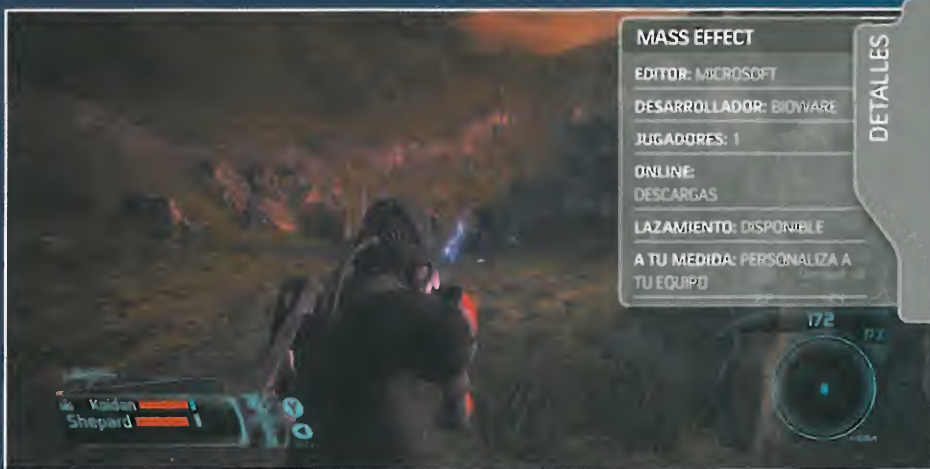 MASS EFFECT
DETALLES
EDITOR: MICROSOFT
DESARROLLADOR: BIOWARE
JUGADORES: 1
ONLINE:
DESCARGAS
LAZAMIENTO: DISPONIBLE
A TU MEDIDA: PERSONALIZA A
TU EQUIPO
172
Kaidan
Y
Shepard